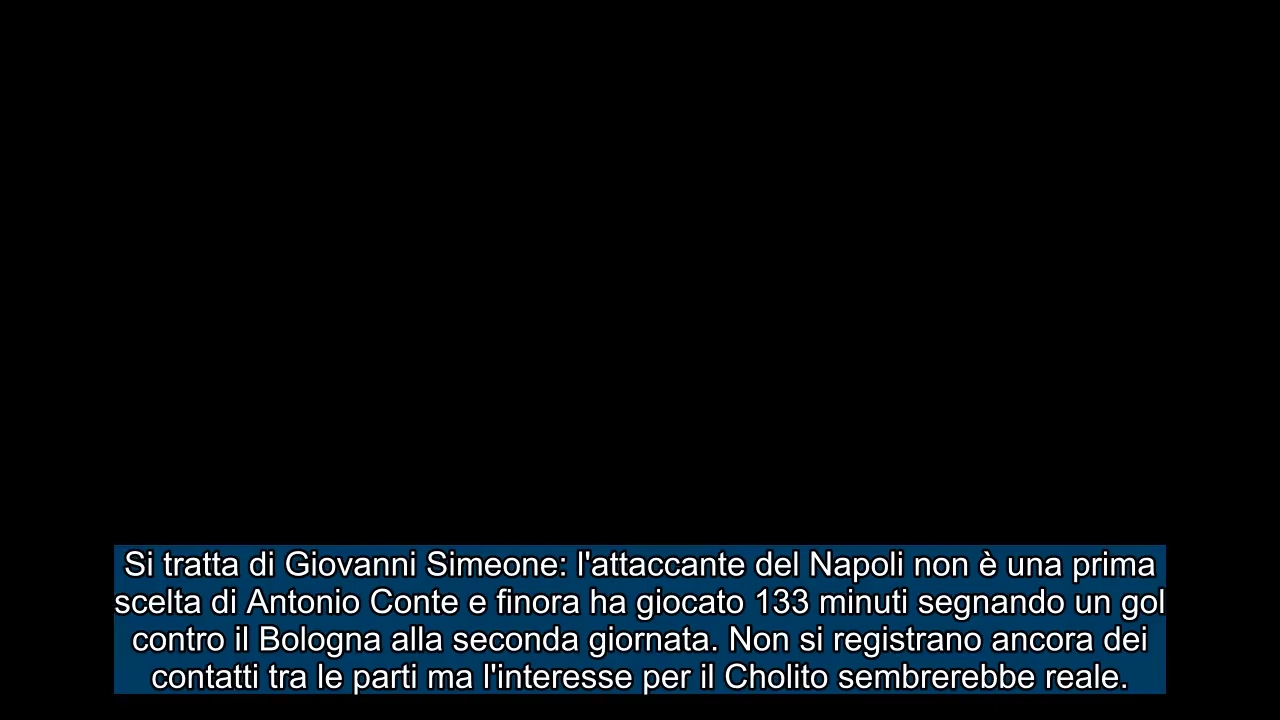 Si tratta di Giovanni Simeone: l'attaccante del Napoli non è una prima
scelta di Antonio Conte e finora ha giocato 133 minuti segnando un gol
contro il Bologna alla seconda giornata. Non si registrano ancora dei
contatti tra le parti ma l'interesse per il Cholito sembrerebbe reale.